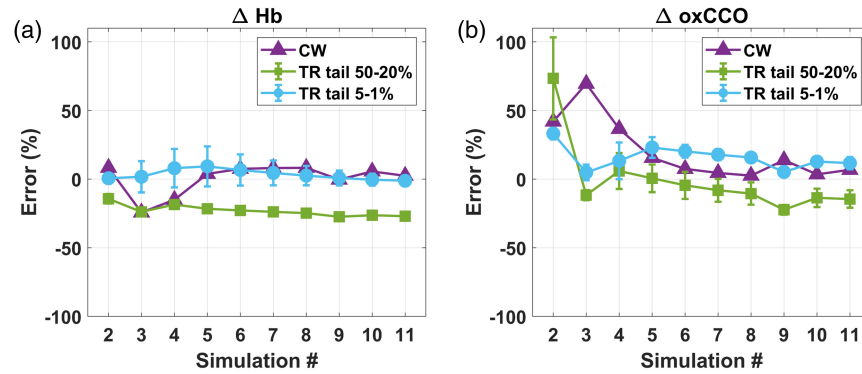 (a)
Δ Hb
CW
TR tail 50-20%
TR tail 5-1%
Error (%)
100
50
0
-50
-100
2 3 4 5 6 7 8 9 10 11
Simulation #
(b)
Δ oxCCO
CW
TR tail 50-20%
TR tail 5-1%
Error (%)
100
50
0
-50
-100
2 3 4 5 6 7 8 9 10 11
Simulation #